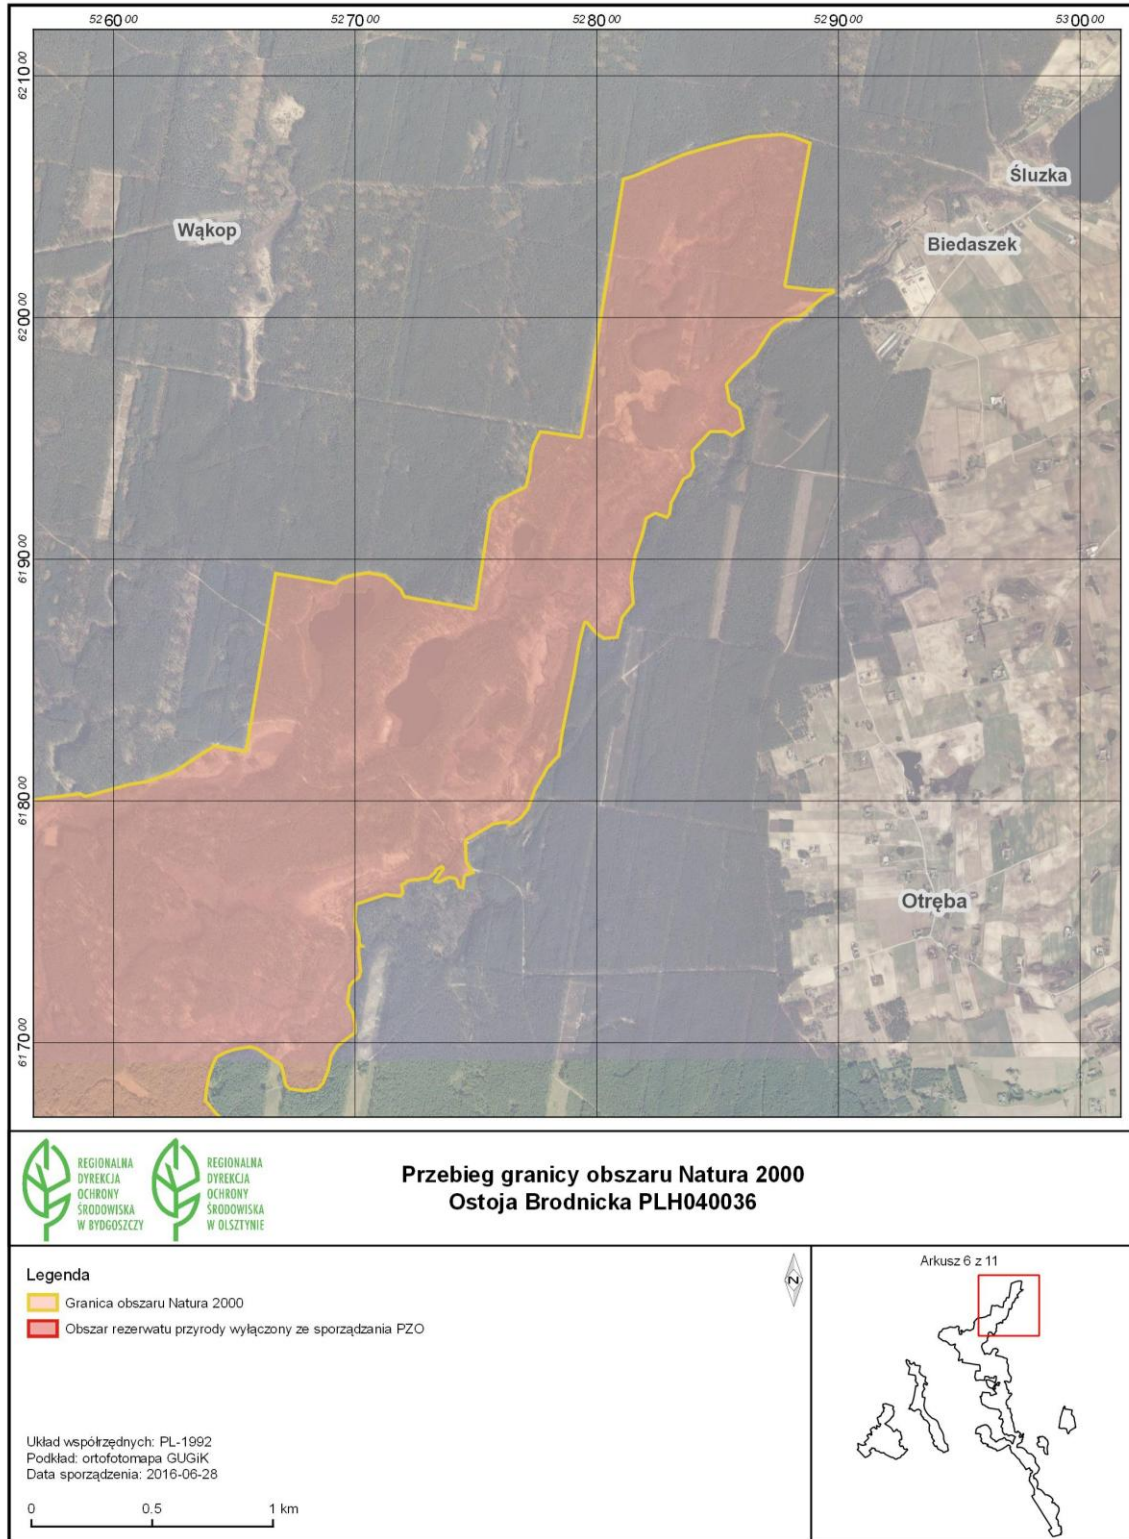 526000
527000
528000
529000
530000
621000
620000
619000
618000
617000
Śluzka
Wąkop
Biedaszek
Otręba
REGIONALNA
DYREKCJA
OCHRONY
ŚRODOWISKA
W BYDGOSZCZY
REGIONALNA
DYREKCJA
OCHRONY
ŚRODOWISKA
W OLSZTYNIE
Przebieg granicy obszaru Natura 2000
Ostoja Brodnicka PLH040036
Legenda
Granica obszaru Natura 2000
Obszar rezerwatu przyrody wyłączony ze sporządzania PZO
N
Arkusz 6 z 11
Układ współrzędnych: PL-1992
Podkład: ortofotomapa GUGiK
Data sporządzenia: 2016-06-28
0 0.5 1 km